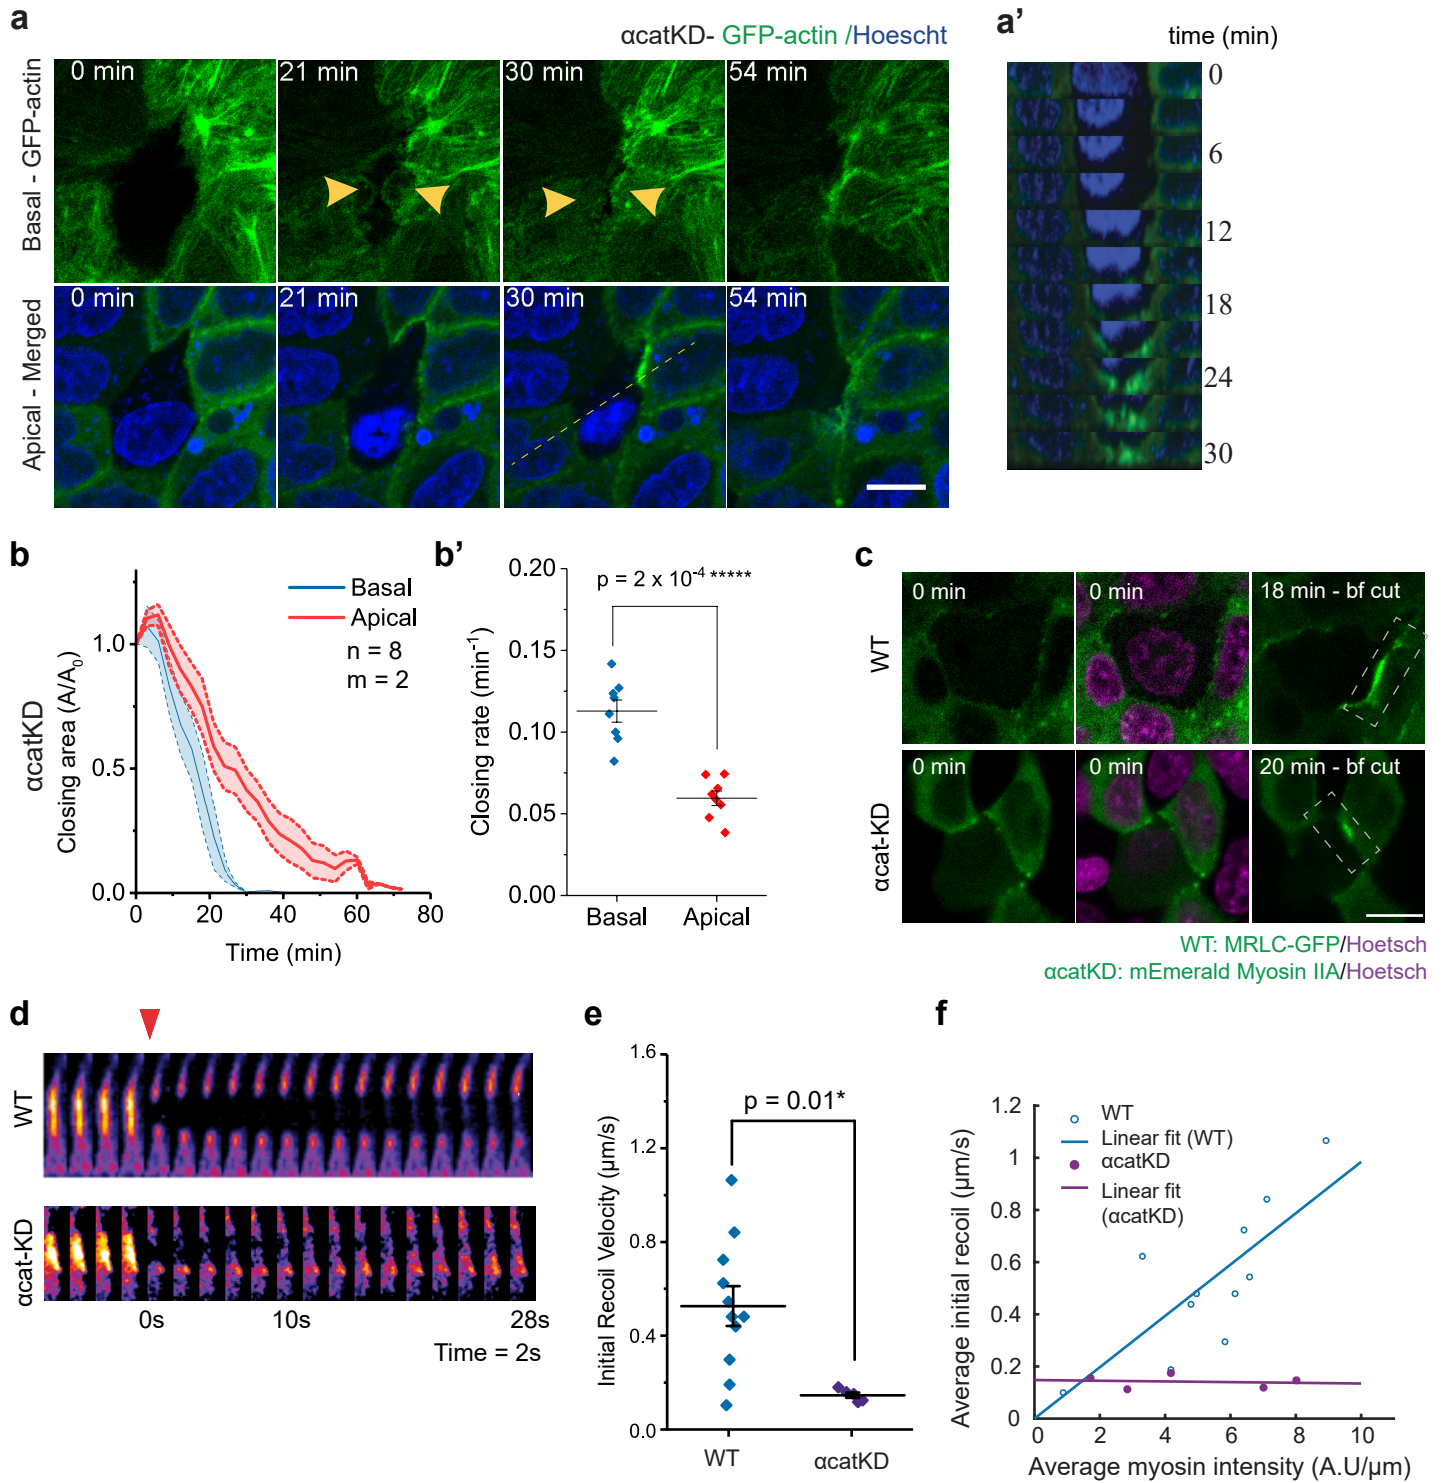 a
αcatKD- GFP-actin /Hoescht
Basal - GFP-actin
0 min
21 min
30 min
54 min
Apical - Merged
0 min
21 min
30 min
54 min
a'
time (min)
0
6
12
18
24
30
b
αcatKD
Closing area (A/A0)
1.0
0.5
0.0
0
20
40
60
80
Time (min)
Basal
Apical
n = 8
m = 2
b'
Closing rate (min-1)
0.20
0.15
0.10
0.05
0.00
p = 2 x 10-4 *****
Basal
Apical
c
WT
0 min
0 min
18 min - bf cut
αcat-KD
0 min
0 min
20 min - bf cut
WT: MRLC-GFP/Hoetsch
αcatKD: mEmerald Myosin IIA/Hoetsch
d
WT
αcat-KD
0s
10s
28s
Time = 2s
e
Initial Recoil Velocity (μm/s)
1.6
1.2
0.8
0.4
0.0
p = 0.01*
WT
αcatKD
f
Average initial recoil (μm/s)
1.2
1
0.8
0.6
0.4
0.2
0
WT
Linear fit (WT)
αcatKD
Linear fit
(αcatKD)
0
2
4
6
8
10
Average myosin intensity (A.U/μm)